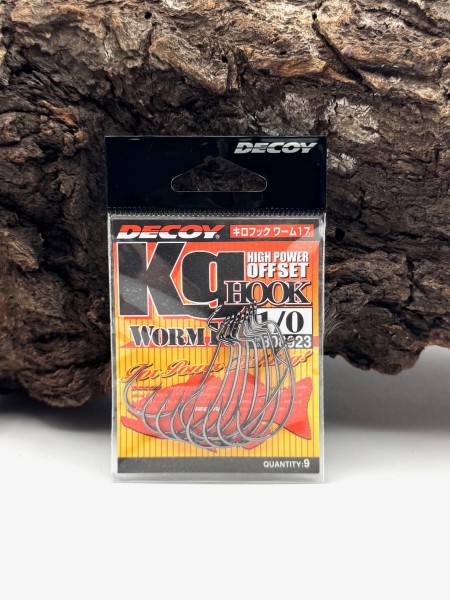 DECOY
DECOY キロフック ワーム17
Kg HIGH POWER
OFFSET
HOOK
WORM 1/0
QUANTITY:9